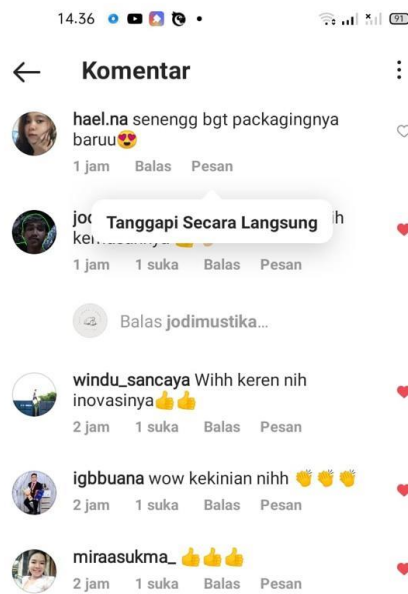 14.36
91
Komentar
hael.na senengg bgt packagingnya
baruu😍
1 jam Balas Pesan
Tanggapi Secara Langsung
1 jam 1 suka Balas Pesan
Balas jodimustika...
windu_sancaya Wihh keren nih
inovasinya👍👍
2 jam 1 suka Balas Pesan
igbbuana wow kekinian nihh 👏👏👏
2 jam 1 suka Balas Pesan
miraasukma_ 👍👍👍
2 jam 1 suka Balas Pesan